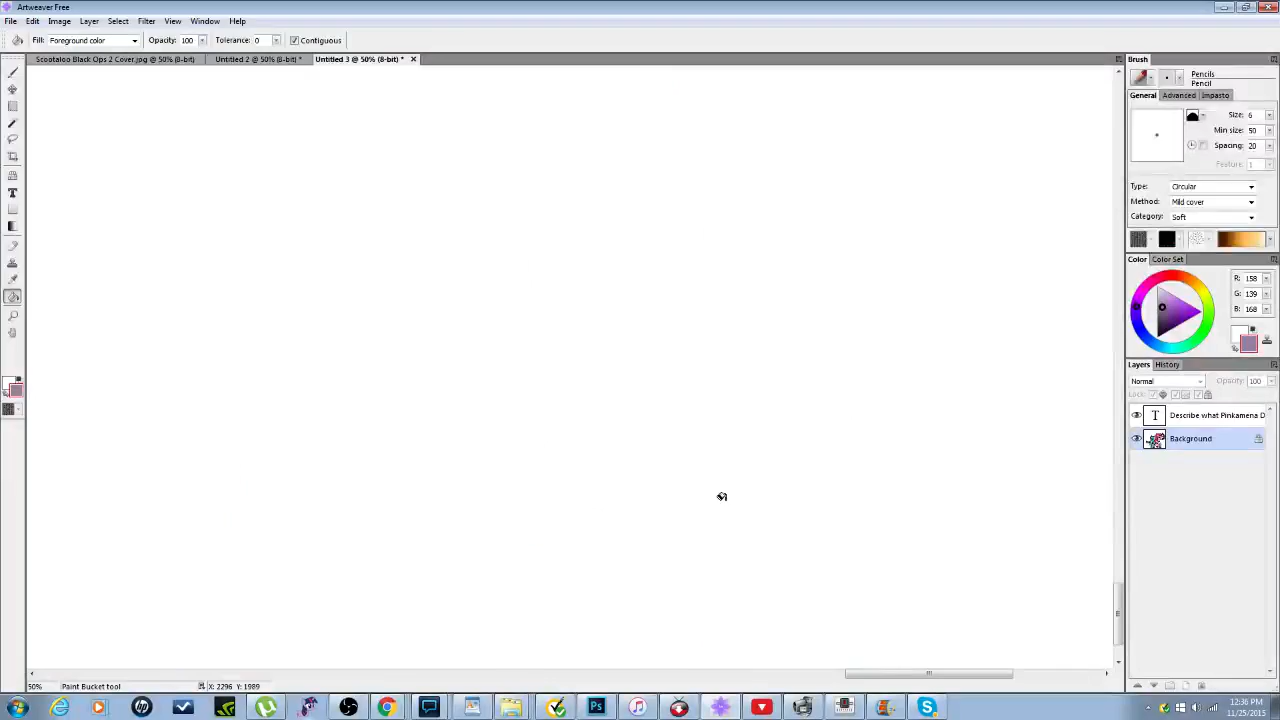 Artweaver Free
File Edit Image Layer Select Filter View Window Help
Fill: Foreground color Opacity: 100 Tolerance: 0 Contiguous
Scootaloo Black Ops 2 Cover.jpg @ 50% (8-bit) Untitled 2 @ 50% (8-bit) * Untitled 3 @ 50% (8-bit) *
Brush
Pencils
Pencil
General Advanced Impasto
Size: 6
Min size: 50
Spacing: 20
Feature: 1
Type: Circular
Method: Mild cover
Category: Soft
Color Color Set
R: 158
G: 139
B: 168
Layers History
Normal Opacity: 100
Lock:
T Describe what Pinkamena D
Background
50% Paint Bucket tool X: 2296 Y: 1989
12:36 PM
11/25/2015